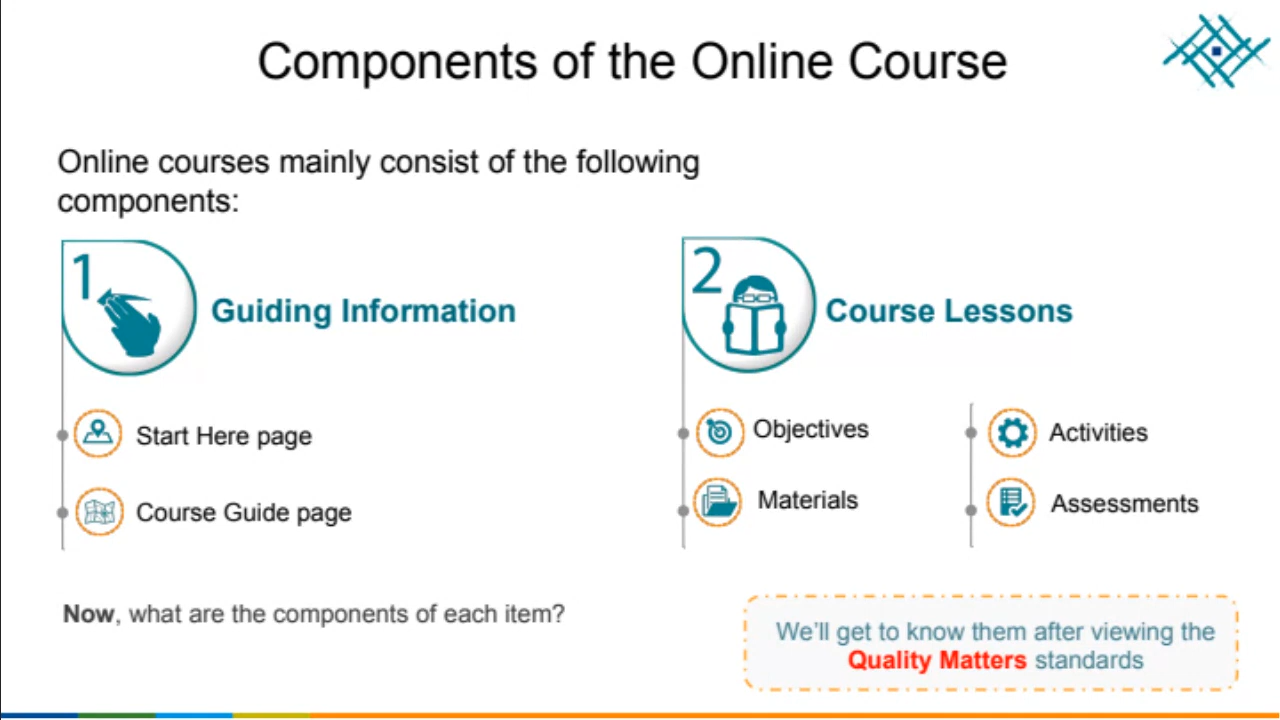 Components of the Online Course
Online courses mainly consist of the following
components:
1
Guiding Information
Start Here page
Course Guide page
2
Course Lessons
Objectives
Materials
Activities
Assessments
Now, what are the components of each item?
We'll get to know them after viewing the
Quality Matters standards